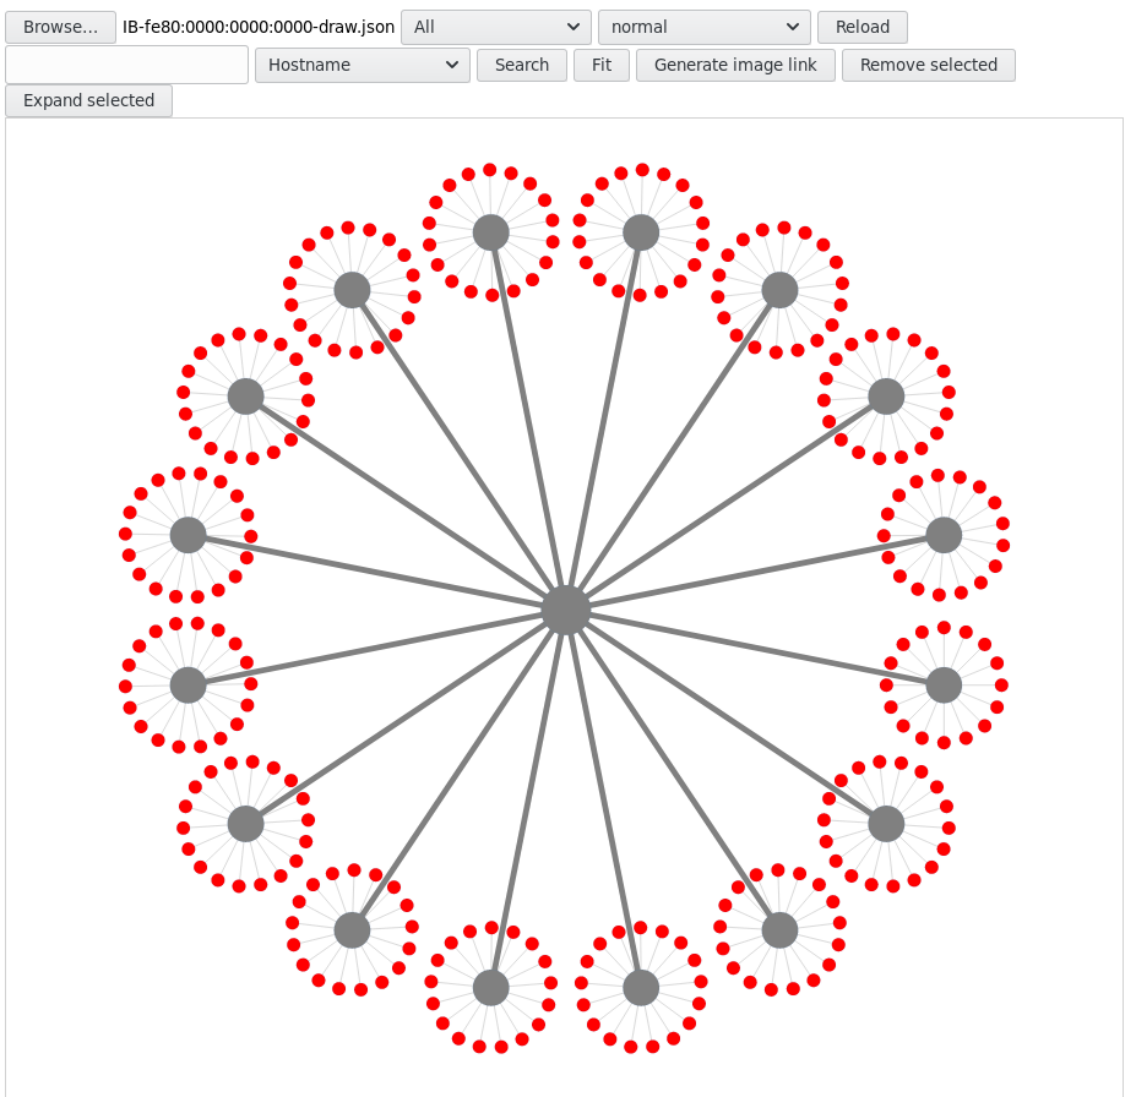 Browse... IB-fe80:0000:0000:0000-draw.json All normal Reload
Hostname Search Fit Generate image link Remove selected
Expand selected